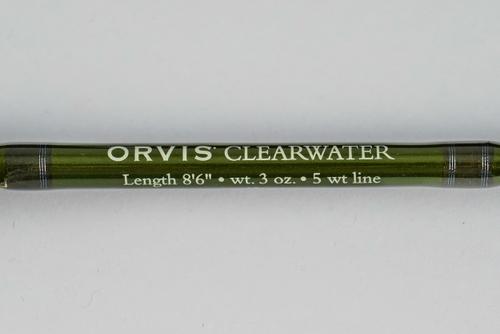 ORVIS CLEARWATER
Length 8'6" • wt. 3 oz. • 5 wt line